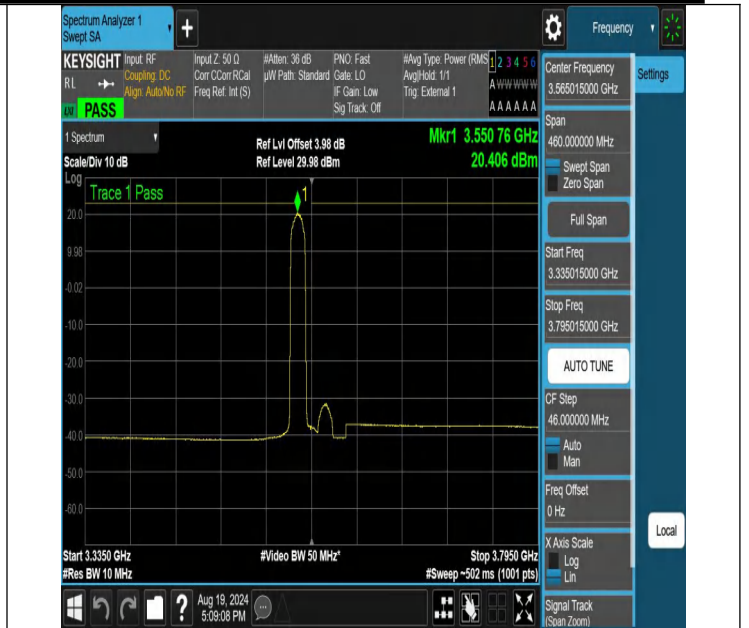 Spectrum Analyzer 1
Swept SA
+
Frequency
KEYSIGHT
RL
PASS
Input: RF
Coupling: DC
Align: Auto/No RF
Input Z: 50 Ω
Corr CCorr RCal
Freq Ref: Int (S)
#Atten: 36 dB
µW Path: Standard
PNO: Fast
Gate: LO
IF Gain: Low
Sig Track: Off
#Avg Type: Power (RMS
Avg|Hold: 1/1
Trig: External 1
1 2 3 4 5 6
A W W W W W
A A A A A A
Center Frequency
3.565015000 GHz
Settings
Span
460.000000 MHz
Swept Span
Zero Span
Full Span
Start Freq
3.335015000 GHz
Stop Freq
3.795015000 GHz
AUTO TUNE
CF Step
46.000000 MHz
Auto
Man
Freq Offset
0 Hz
X Axis Scale
Log
Lin
Signal Track
(Span Zoom)
Local
1 Spectrum
Scale/Div 10 dB
Ref Lvl Offset 3.98 dB
Ref Level 29.98 dBm
Mkr1 3.550 76 GHz
20.406 dBm
Log
Trace 1 Pass
1
20.0
9.98
-0.02
-10.0
-20.0
-30.0
-40.0
-50.0
-60.0
Start 3.3350 GHz
#Video BW 50 MHz*
Stop 3.7950 GHz
#Res BW 10 MHz
#Sweep ~502 ms (1001 pts)
?
Aug 19, 2024
5:09:08 PM